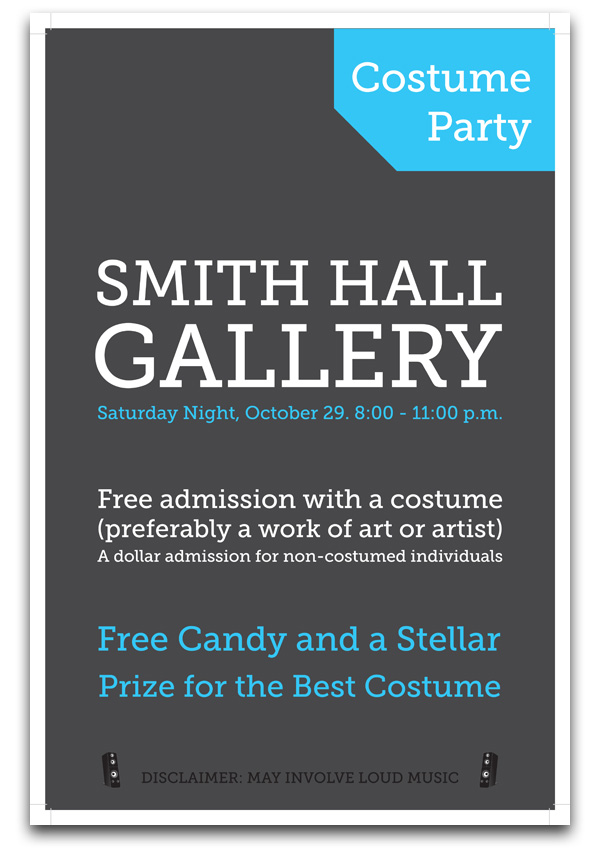 Costume
Party
SMITH HALL
GALLERY
Saturday Night, October 29. 8:00 - 11:00 p.m.
Free admission with a costume
(preferably a work of art or artist)
A dollar admission for non-costumed individuals
Free Candy and a Stellar
Prize for the Best Costume
DISCLAIMER: MAY INVOLVE LOUD MUSIC